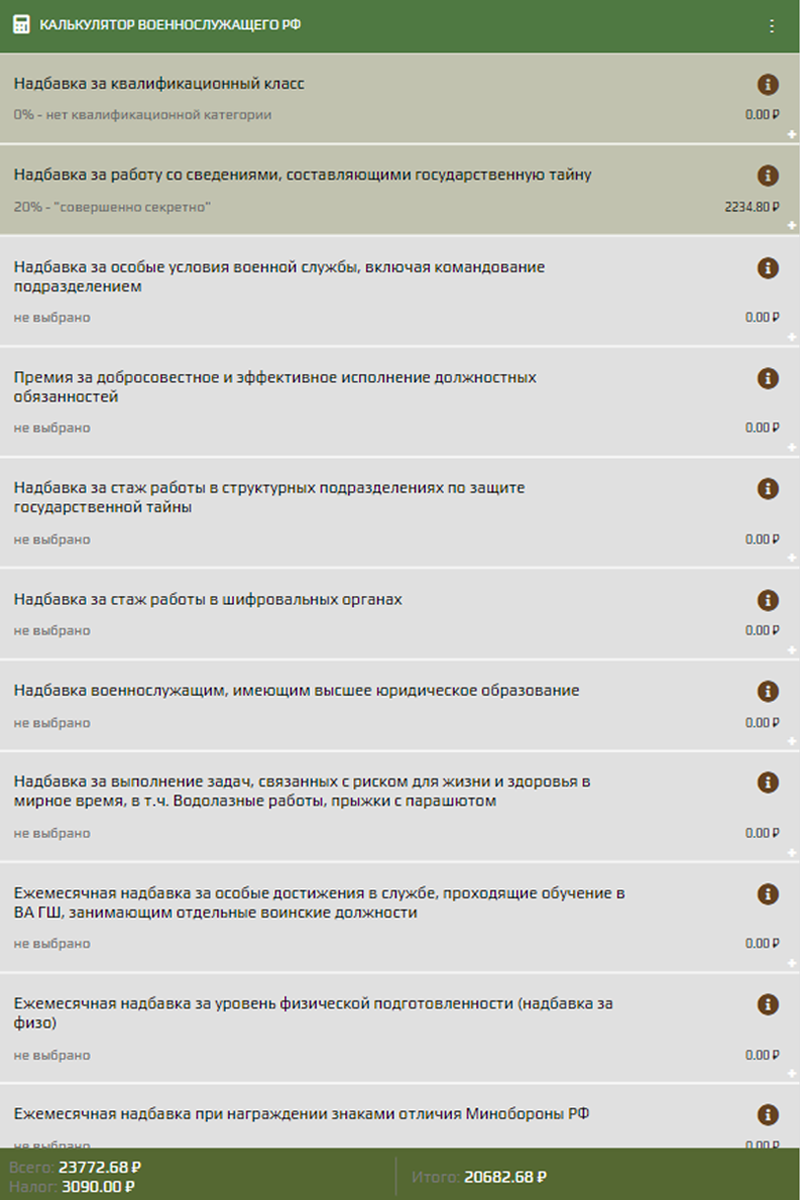 КАЛЬКУЛЯТОР ВОЕННОСЛУЖАЩЕГО РФ
Надбавка за квалификационный класс
0% - нет квалификационной категории
0.00 ₽
Надбавка за работу со сведениями, составляющими государственную тайну
20% - "совершенно секретно"
2234.80 ₽
Надбавка за особые условия военной службы, включая командование
подразделением
не выбрано
0.00 ₽
Премия за добросовестное и эффективное исполнение должностных
обязанностей
не выбрано
0.00 ₽
Надбавка за стаж работы в структурных подразделениях по защите
государственной тайны
не выбрано
0.00 ₽
Надбавка за стаж работы в шифровальных органах
не выбрано
0.00 ₽
Надбавка военнослужащим, имеющим высшее юридическое образование
не выбрано
0.00 ₽
Надбавка за выполнение задач, связанных с риском для жизни и здоровья в
мирное время, в т.ч. Водолазные работы, прыжки с парашютом
не выбрано
0.00 ₽
Ежемесячная надбавка за особые достижения в службе, проходящие обучение в
ВА ГШ, занимающим отдельные воинские должности
не выбрано
0.00 ₽
Ежемесячная надбавка за уровень физической подготовленности (надбавка за
физо)
не выбрано
0.00 ₽
Ежемесячная надбавка при награждении знаками отличия Минобороны РФ
не выбрано
0.00 ₽
Всего: 23772.68 ₽
Налог: 3090.00 ₽
Итого: 20682.68 ₽